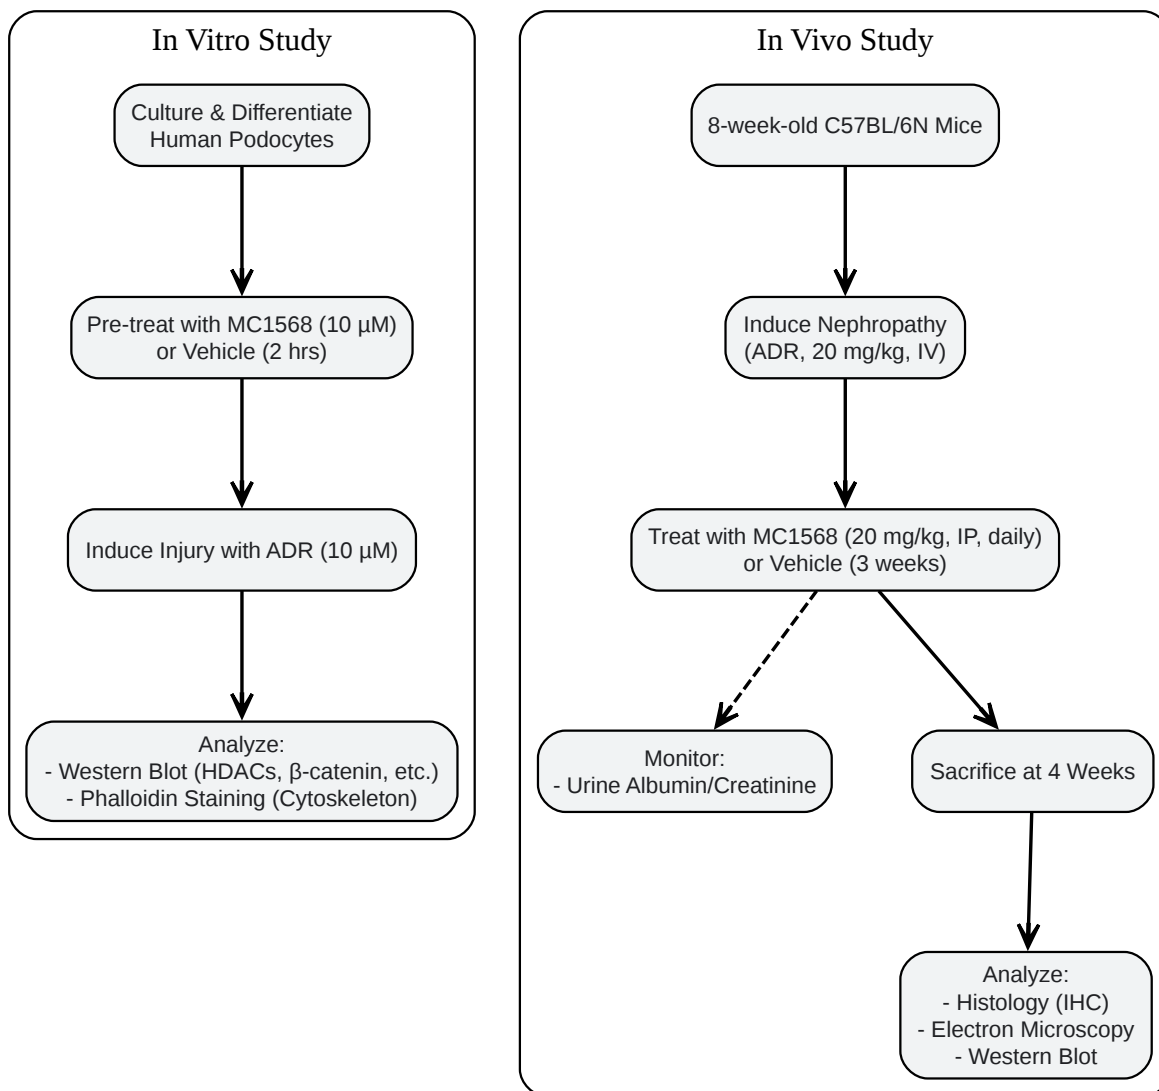 In Vitro Study
Culture & Differentiate
Human Podocytes
Pre-treat with MC1568 (10 µM)
or Vehicle (2 hrs)
Induce Injury with ADR (10 µM)
Analyze:
- Western Blot (HDACs, β-catenin, etc.)
- Phalloidin Staining (Cytoskeleton)
In Vivo Study
8-week-old C57BL/6N Mice
Induce Nephropathy
(ADR, 20 mg/kg, IV)
Treat with MC1568 (20 mg/kg, IP, daily)
or Vehicle (3 weeks)
Monitor:
- Urine Albumin/Creatinine
Sacrifice at 4 Weeks
Analyze:
- Histology (IHC)
- Electron Microscopy
- Western Blot